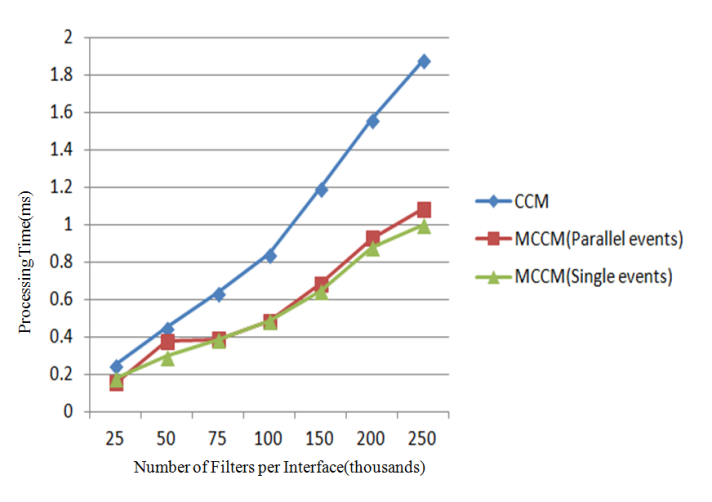 2
1.8
1.6
1.4
1.2
1
0.8
0.6
0.4
0.2
0
Processing Time(ms)
25 50 75 100 150 200 250
Number of Filters per Interface(thousands)
CCM
MCCM(Parallel events)
MCCM(Single events)